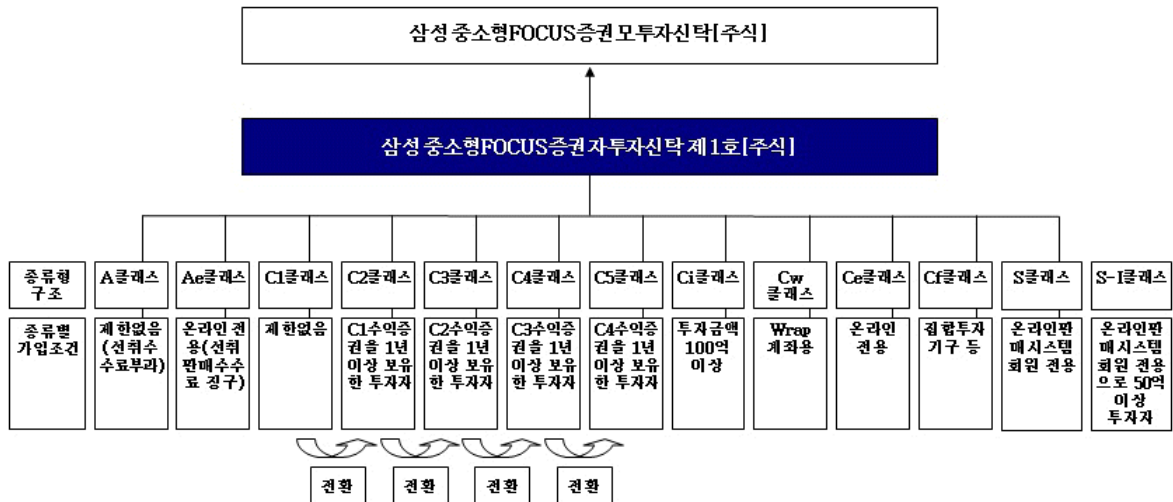 삼성 중소형FOCUS증권 모투자신탁[주식]
삼성 중소형FOCUS증권 자투자신탁 제1호[주식]
종류형
구조
A클래스
Ae클래스
C1클래스
C2클래스
C3클래스
C4클래스
C5클래스
Ci클래스
Cw
클래스
Ce클래스
Cf클래스
S클래스
S-I클래스
종류별
가입조건
제한없음
(선취수
수료부과)
온라인 전
용(선취
판매수수
료 징구)
제한없음
C1수익증
권을 1년
이상 보유
한 투자자
C2수익증
권을 1년
이상 보유
한 투자자
C3수익증
권을 1년
이상 보유
한 투자자
C4수익증
권을 1년
이상 보유
한 투자자
투자금액
100억
이상
Wrap
계좌용
온라인
전용
집합투자
기구 등
온라인판
매시스템
회원 전용
온라인판
매시스템
회원 전용
으로 50억
이상
투자자
전환
전환
전환
전환